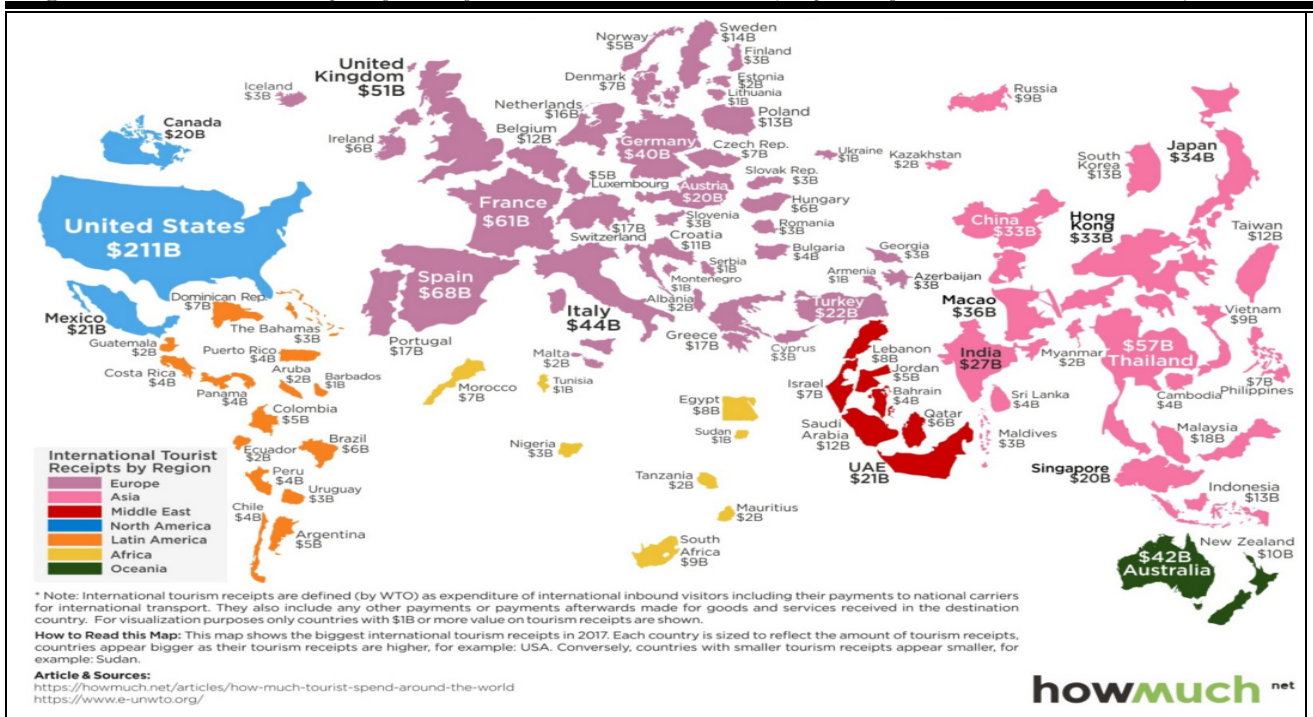 Norway
$5B
Sweden
$14B
Finland
$3B
United
Kingdom
$51B
Denmark
$7B
Estonia
$2B
Lithuania
$1B
Iceland
$3B
Russia
$9B
Netherlands
$16B
Poland
$13B
Canada
$20B
Ireland
$6B
Belgium
$12B
Germany
$40B
Czech Rep.
$7B
Ukraine
$1B
Kazakhstan
$2B
South
Korea
$13B
Japan
$34B
$5B
Luxembourg
Slovak Rep.
$3B
Austria
$20B
Hungary
$6B
France
$61B
United States
$211B
$17B
Switzerland
Slovenia
$3B
Romania
$3B
China
$33B
Hong
Kong
$33B
Taiwan
$12B
Croatia
$11B
Bulgaria
$4B
Georgia
$3B
Serbia
$1B
Montenegro
$1B
Armenia
$1B
Azerbaijan
$3B
Spain
$68B
Dominican Rep.
$7B
Albania
$2B
Turkey
$22B
Macao
$36B
Mexico
$21B
The Bahamas
$3B
Italy
$44B
Vietnam
$9B
Portugal
$17B
Greece
$17B
Cyprus
$3B
Lebanon
$8B
Guatemala
$2B
Puerto Rico
$4B
Malta
$2B
India
$27B
Myanmar
$2B
$57B
Thailand
Costa Rica
$4B
Aruba
$2B
Barbados
$1B
Jordan
$5B
Panama
$4B
Morocco
$7B
Tunisia
$1B
Israel
$7B
Bahrain
$4B
Sri Lanka
$4B
Cambodia
$4B
$7B
Philippines
Colombia
$5B
Egypt
$8B
Qatar
$6B
Saudi
Arabia
$12B
Sudan
$1B
Maldives
$3B
Malaysia
$18B
Ecuador
$2B
Brazil
$6B
Nigeria
$3B
UAE
$21B
Singapore
$20B
Peru
$4B
Tanzania
$2B
Indonesia
$13B
Uruguay
$3B
Chile
$4B
Mauritius
$2B
Argentina
$5B
South
Africa
$9B
$42B
Australia
New Zealand
$10B
International Tourist
Receipts by Region
Europe
Asia
Middle East
North America
Latin America
Africa
Oceania
* Note: International tourism receipts are defined (by WTO) as expenditure of international inbound visitors including their payments to national carriers
for international transport. They also include any other payments or payments afterwards made for goods and services received in the destination
country. For visualization purposes only countries with $1B or more value on tourism receipts are shown.
How to Read this Map: This map shows the biggest international tourism receipts in 2017. Each country is sized to reflect the amount of tourism receipts,
countries appear bigger as their tourism receipts are higher, for example: USA. Conversely, countries with smaller tourism receipts appear smaller, for
example: Sudan.
Article & Sources:
https://howmuch.net/articles/how-much-tourist-spend-around-the-world
https://www.e-unwto.org/
howmuch net